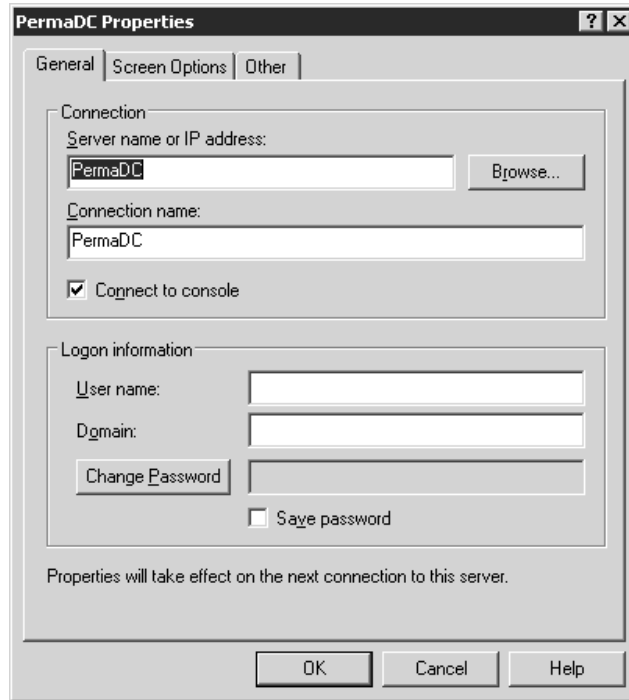 PermaDC Properties
General
Screen Options
Other
Connection
Server name or IP address:
PermaDC
Browse...
Connection name:
PermaDC
Connect to console
Logon information
User name:
Domain:
Change Password
Save password
Properties will take effect on the next connection to this server.
OK
Cancel
Help